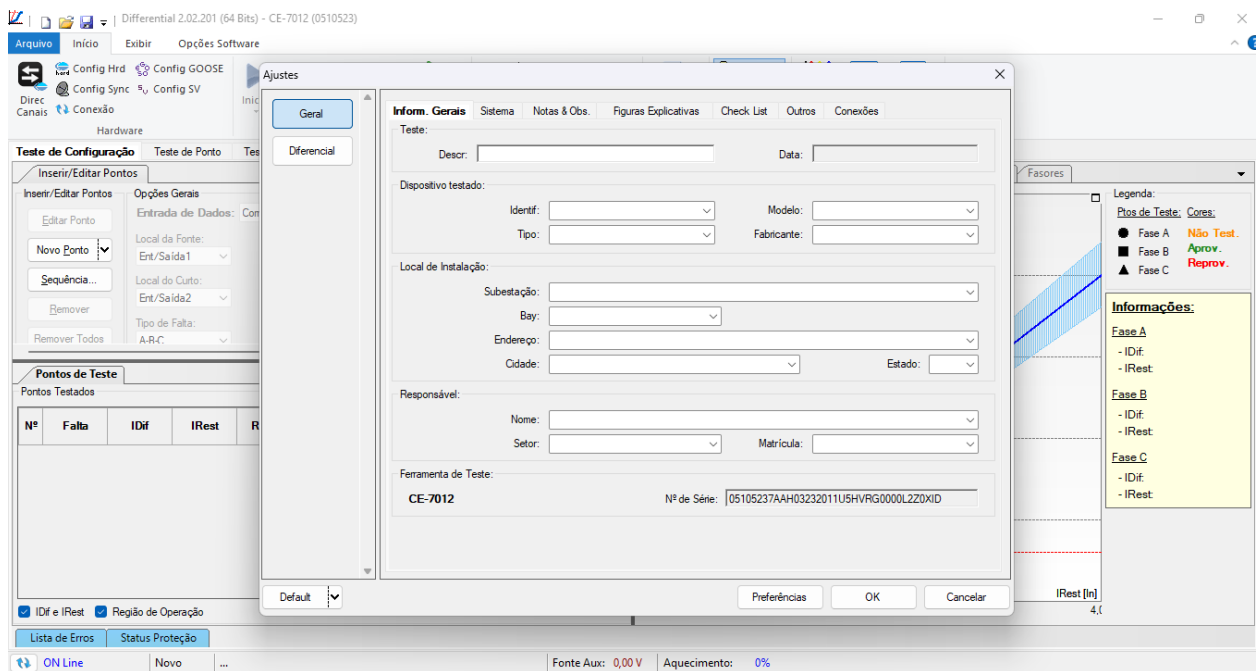 Differential 2.02.201 (64 Bits) - CE-7012 (0510523)
Arquivo Início Exibir Opções Software
Config Hrd Config GOOSE
Config Sync Config SV
Direc Canais Conexão
Hardware
Teste de Configuração Teste de Ponto
Inserir/Editar Pontos
Inserir/Editar Pontos Opções Gerais
Editar Ponto Entrada de Dados:
Novo Ponto Local da Fonte:
Ent/Saída1
Sequência... Local do Curto:
Ent/Saída2
Remover
Tipo de Falta:
Remover Todos A-B-C
Pontos de Teste
Pontos Testados
Nº Falta IDif IRest R
IDif e IRest Região de Operação
Lista de Erros Status Proteção
ON Line Novo ... Fonte Aux: 0,00 V Aquecimento: 0%
Ajustes
Geral
Diferencial
Inform. Gerais Sistema Notas & Obs. Figuras Explicativas Check List Outros Conexões
Teste:
Descr: Data:
Dispositivo testado:
Identif: Modelo:
Tipo: Fabricante:
Local de Instalação:
Subestação:
Bay:
Endereço:
Cidade: Estado:
Responsável:
Nome:
Setor: Matrícula:
Ferramenta de Teste:
CE-7012 Nº de Série: 05105237AAH03232011U5HVRG0000L2Z0XID
Default Preferências OK Cancelar
Fasores
Legenda:
Ptos de Teste: Cores:
Fase A Não Test.
Fase B Aprov.
Fase C Reprov.
Informações:
Fase A
- IDif:
- IRest:
Fase B
- IDif:
- IRest:
Fase C
- IDif:
- IRest:
IRest [In]
4,0